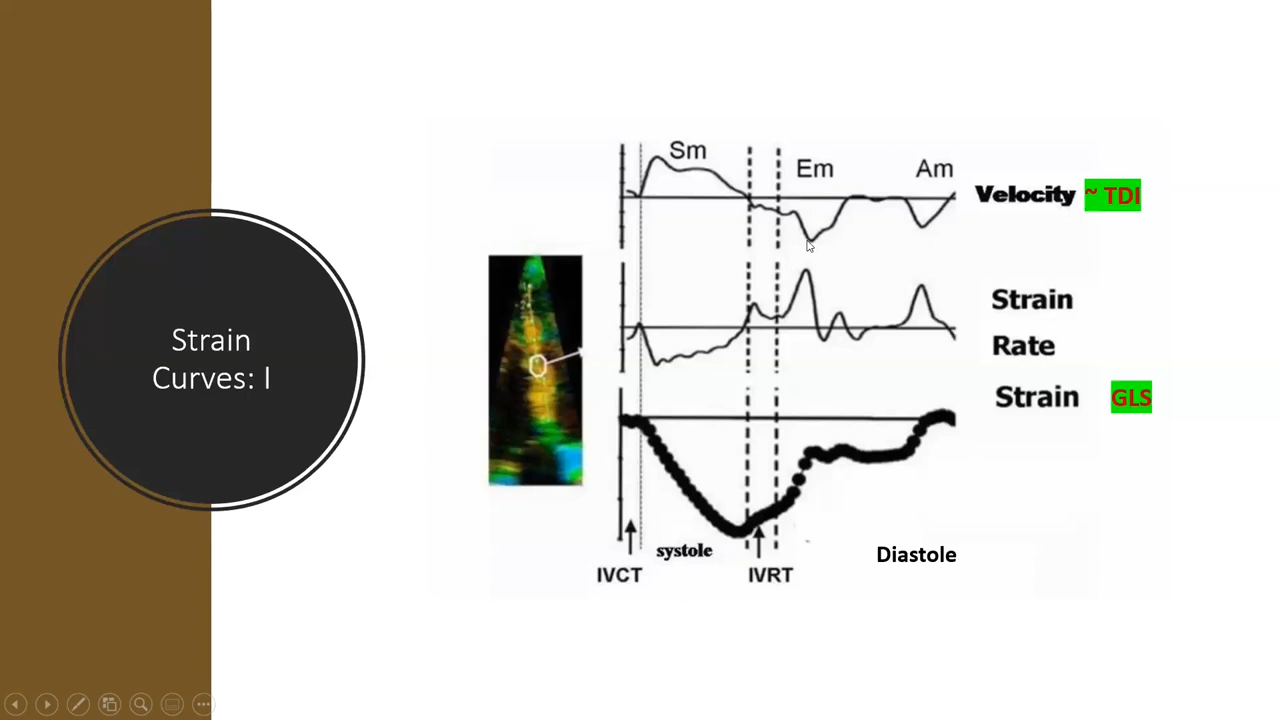 Strain
Curves: I
Sm
Em
Am
Velocity ~ TDI
Strain
Rate
Strain GLS
systole
Diastole
IVCT
IVRT